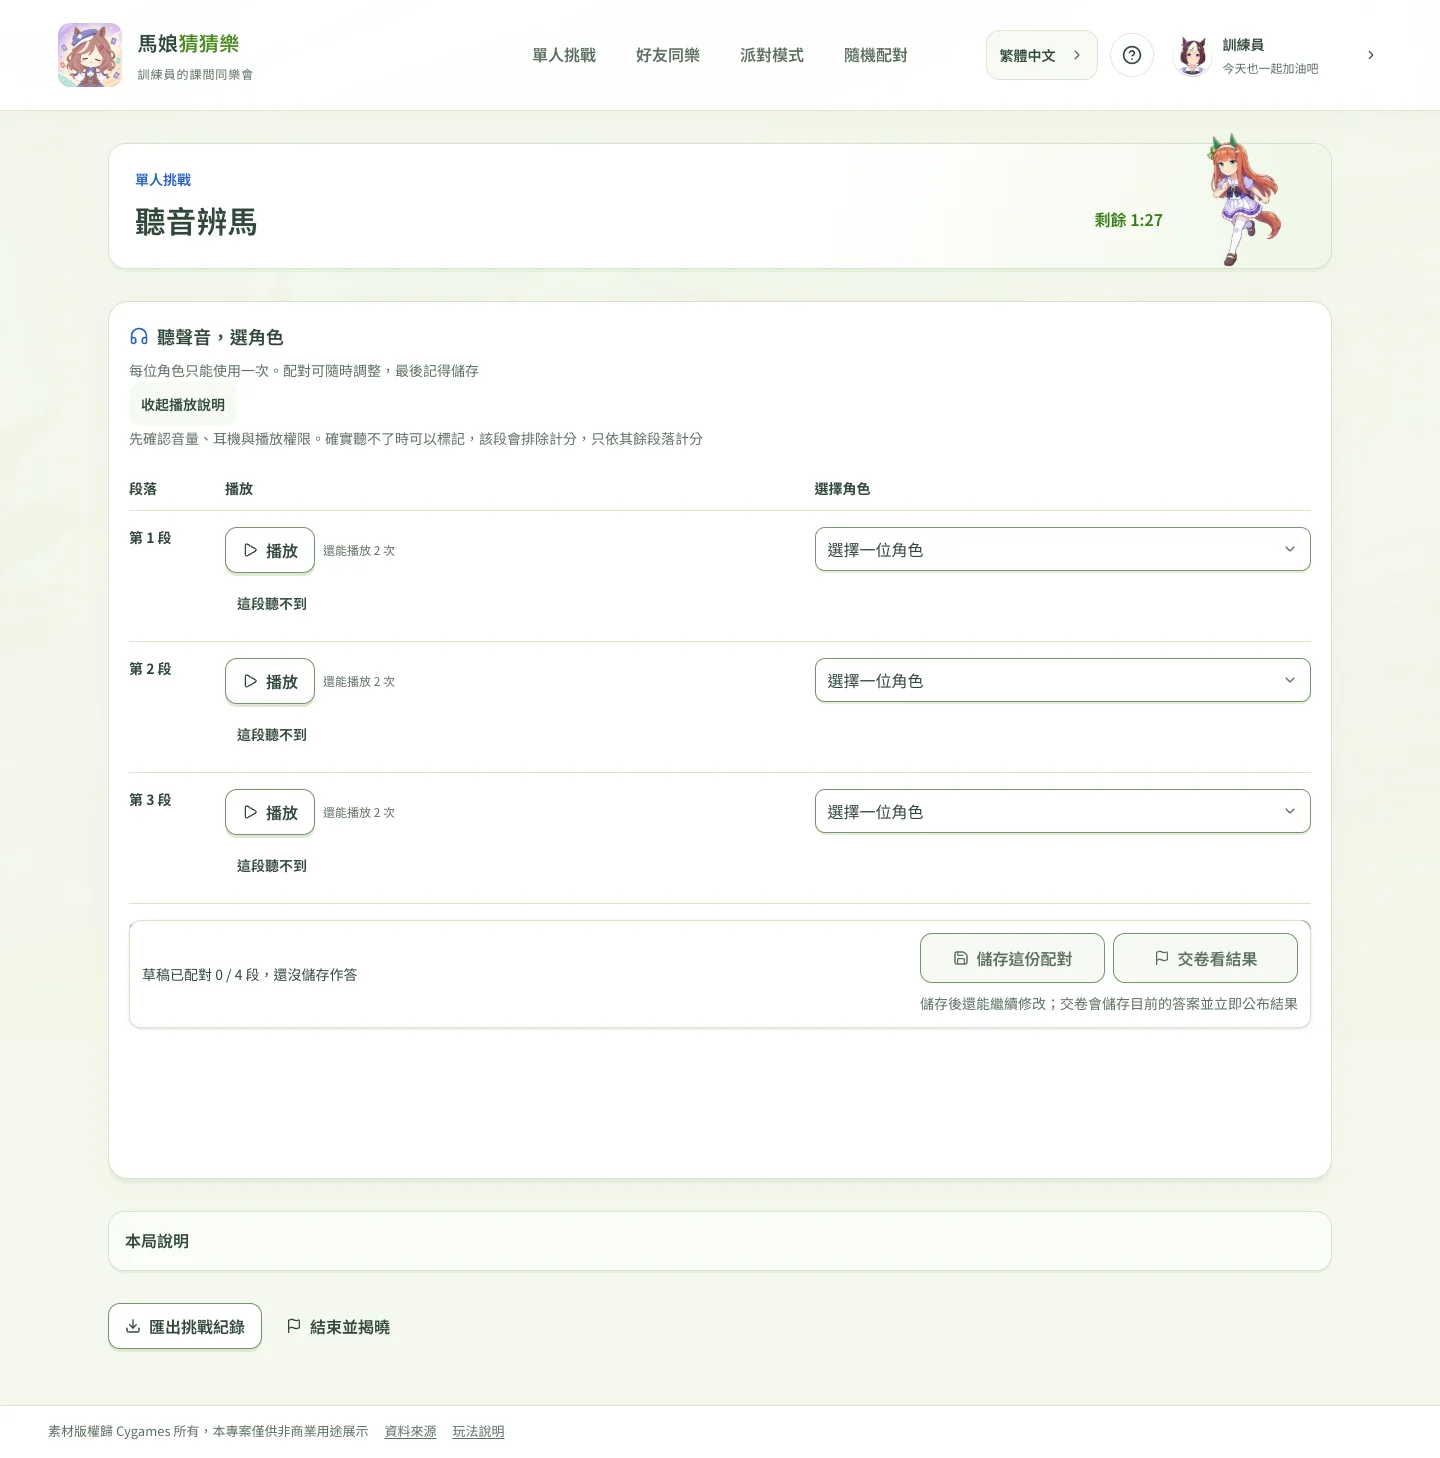 馬娘猜猜樂
訓練員的課間同樂會
單人挑戰
好友同樂
派對模式
隨機配對
繁體中文
訓練員
今天也一起加油吧
單人挑戰
聽音辨馬
剩餘 1:27
聽聲音，選角色
每位角色只能使用一次。配對可隨時調整，最後記得儲存
收起播放說明
先確認音量、耳機與播放權限。確實聽不了時可以標記，該段會排除計分，只依其餘段落計分
段落 播放 選擇角色
第 1 段
播放
還能播放 2 次
選擇一位角色
這段聽不到
第 2 段
播放
還能播放 2 次
選擇一位角色
這段聽不到
第 3 段
播放
還能播放 2 次
選擇一位角色
這段聽不到
草稿已配對 0 / 4 段，還沒儲存作答
儲存這份配對
交卷看結果
儲存後還能繼續修改；交卷會儲存目前的答案並立即公布結果
本局說明
匯出挑戰紀錄
結束並揭曉
素材版權歸 Cygames 所有，本專案僅供非商業用途展示
資料來源
玩法說明